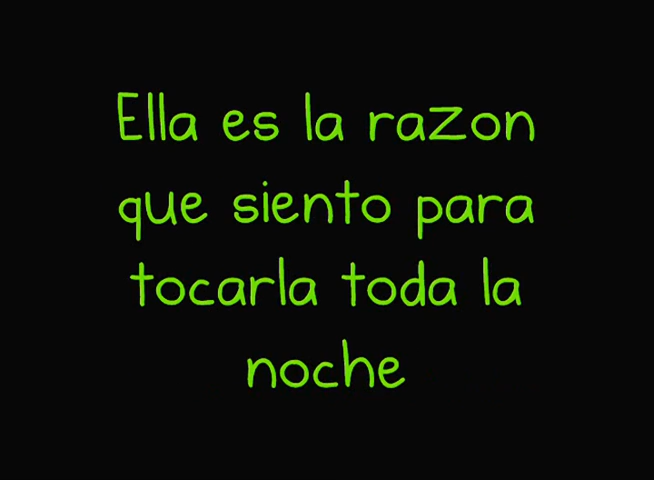 Ella es la razon
que siento para
tocarla toda la
noche